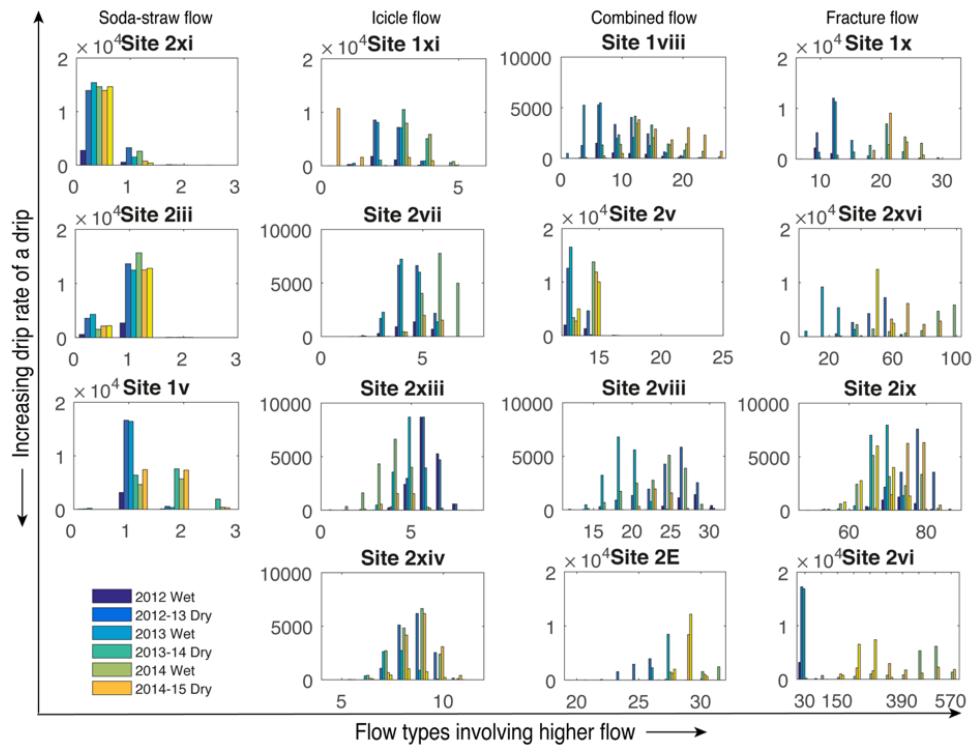 Soda-straw flow Icicle flow Combined flow Fracture flow
× 10^4 Site 2xi
2
1
0
0 1 2 3
× 10^4 Site 1xi
2
1
0
0 5
Site 1viii
10000
5000
0
0 10 20
× 10^4 Site 1x
2
1
0
10 20 30
× 10^4 Site 2iii
2
1
0
0 1 2 3
Site 2vii
10000
5000
0
0 5
× 10^4 Site 2v
2
1
0
15 20 25
× 10^4 Site 2xvi
2
1
0
20 60 100
× 10^4 Site 1v
2
1
0
0 1 2 3
Site 2xiii
10000
5000
0
0 5
Site 2viii
10000
5000
0
15 20 25 30
Site 2ix
10000
5000
0
60 80
Site 2xiv
10000
5000
0
5 10
× 10^4 Site 2E
2
1
0
20 25 30
× 10^4 Site 2vi
2
1
0
30 150 390 570
2012 Wet
2012-13 Dry
2013 Wet
2013-14 Dry
2014 Wet
2014-15 Dry
Increasing drip rate of a drip
Flow types involving higher flow